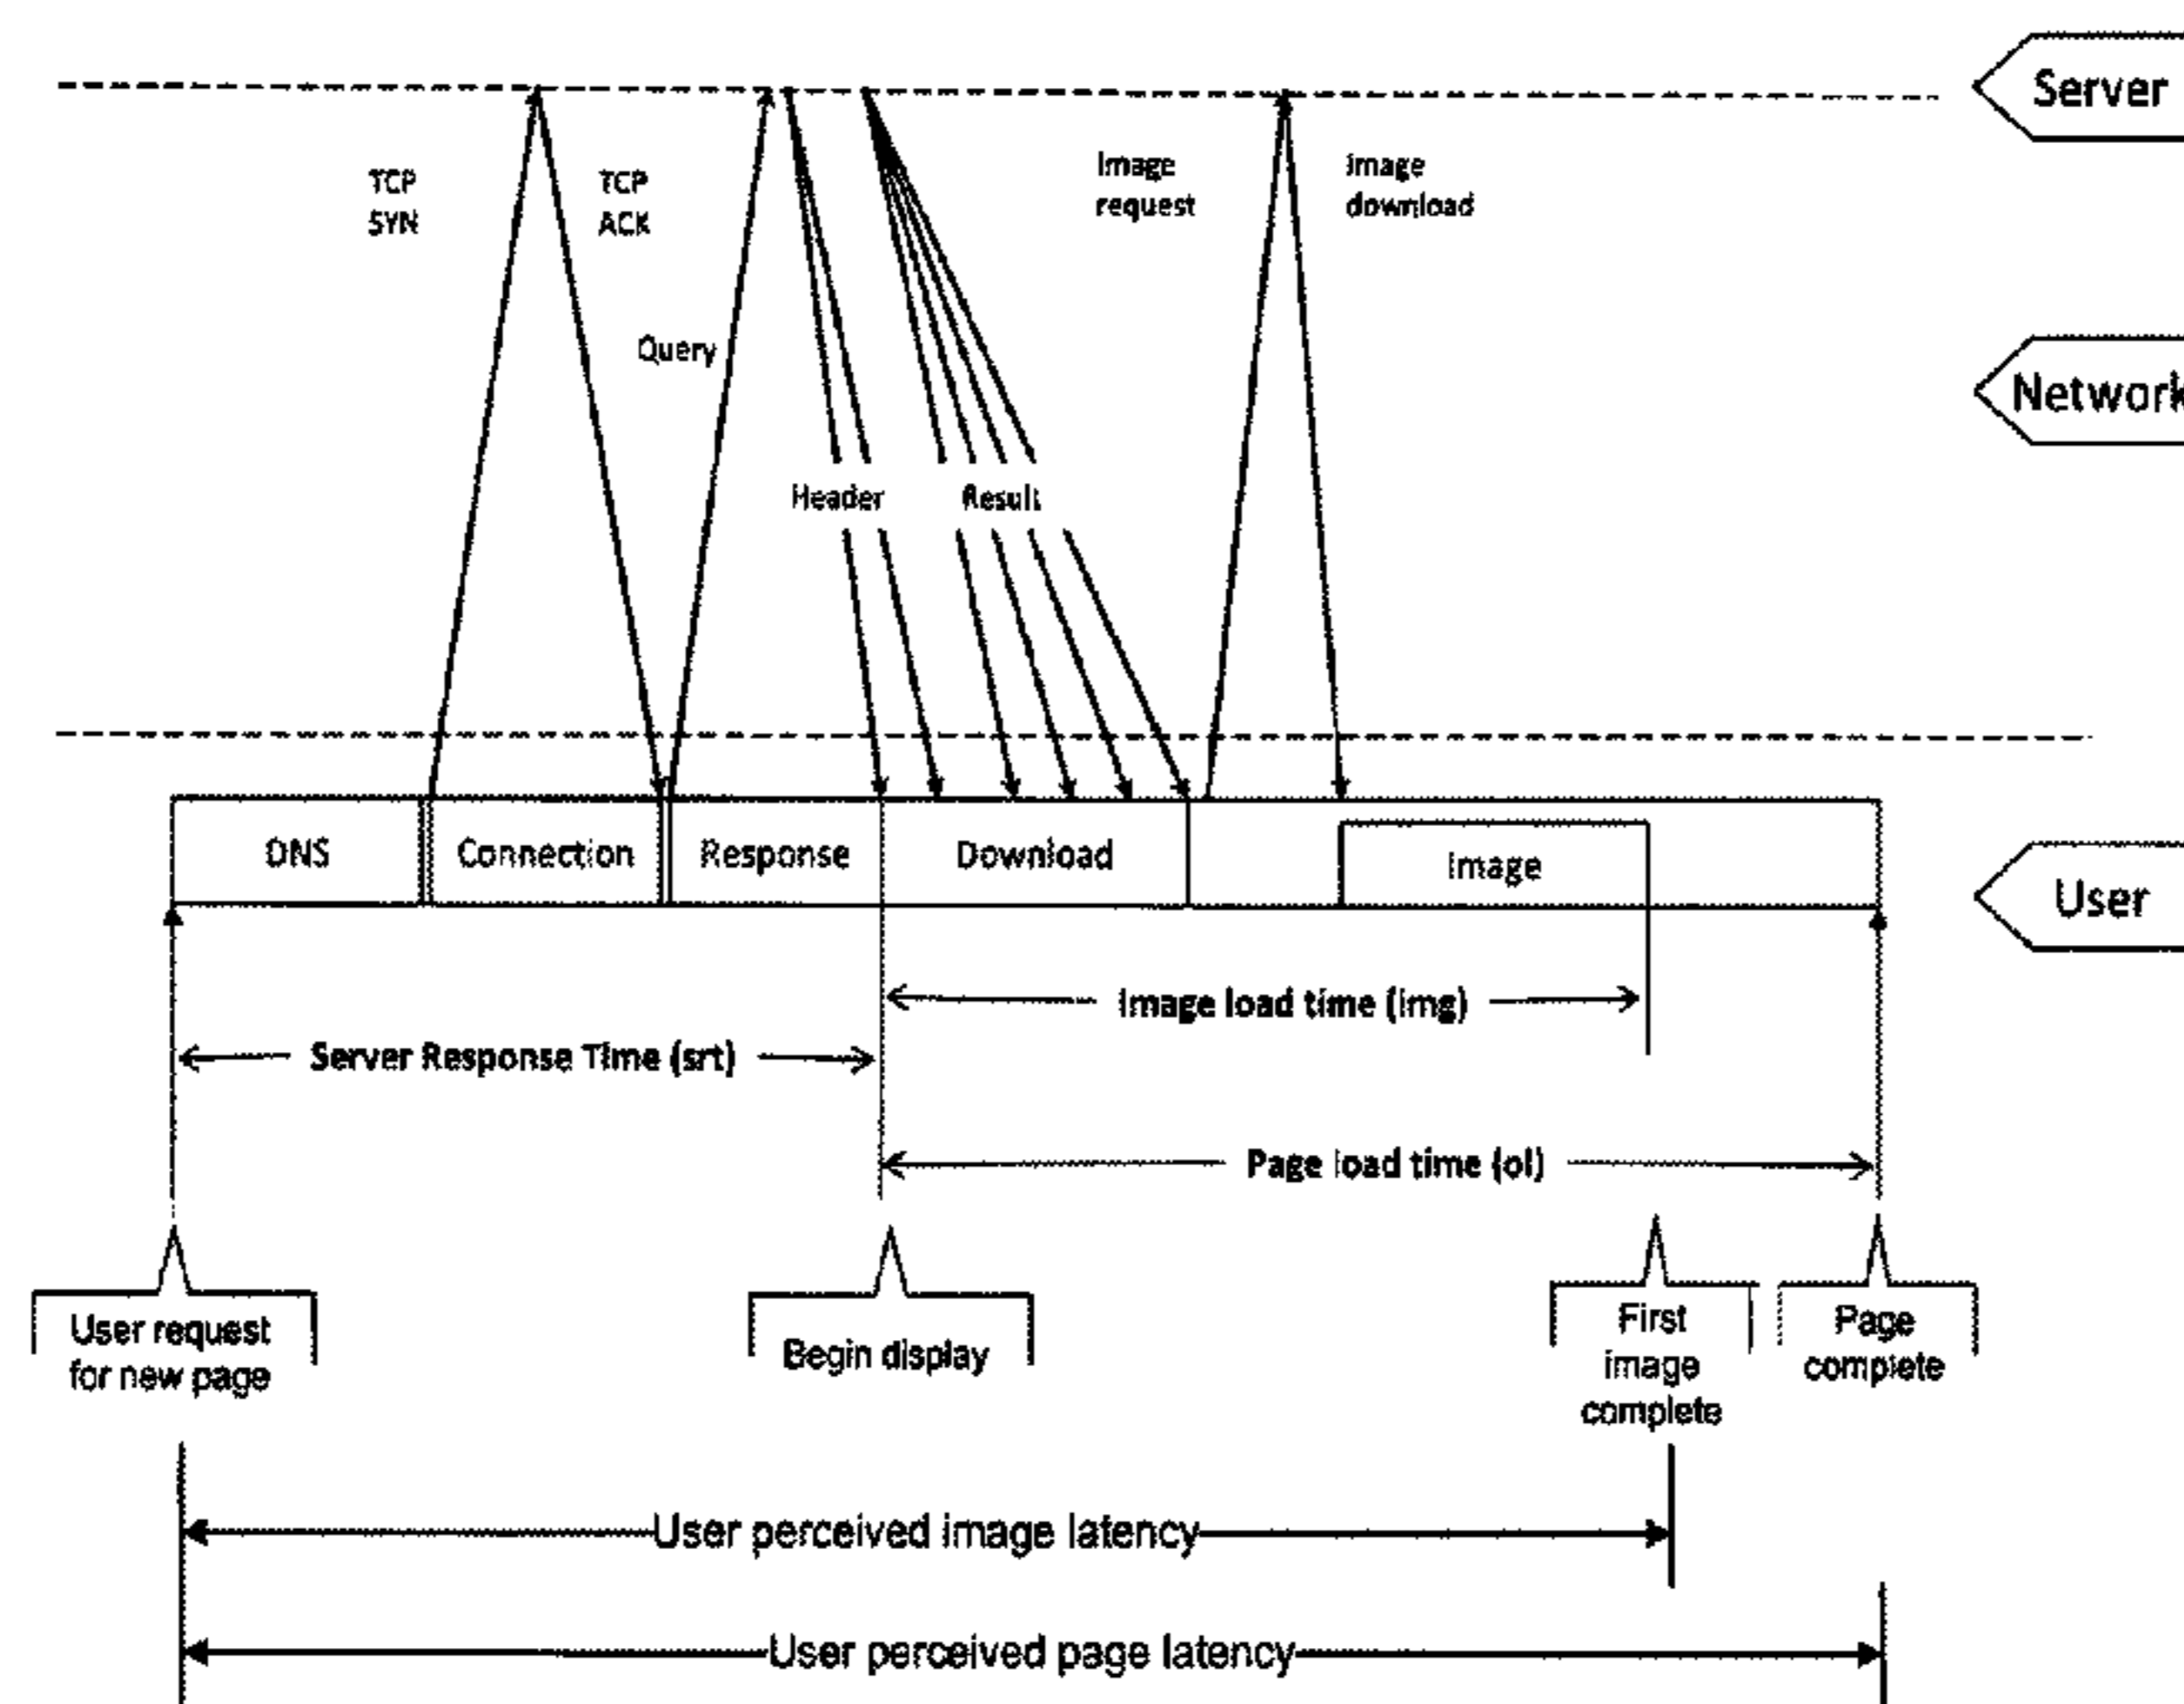 Server
TCP
SYN
TCP
ACK
Image
request
Image
download
Query
Network
Header
Result
DNS
Connection
Response
Download
Image
User
Image load time (img)
Server Response Time (srt)
Page load time (ol)
User request
for new page
Begin display
First
image
complete
Page
complete
User perceived image latency
User perceived page latency